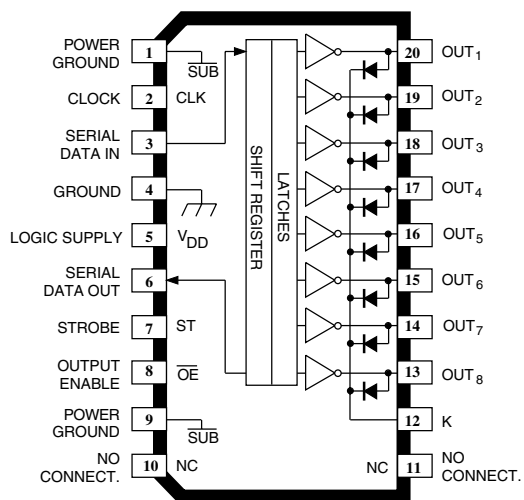 POWER
GROUND
1
SUB
20
OUT1
CLOCK
2
CLK
19
OUT2
SERIAL
DATA IN
3
18
OUT3
GROUND
4
17
OUT4
LOGIC SUPPLY
5
VDD
16
OUT5
SERIAL
DATA OUT
6
15
OUT6
STROBE
7
ST
14
OUT7
OUTPUT
ENABLE
8
OE
13
OUT8
POWER
GROUND
9
SUB
12
K
NO
CONNECT.
10
NC
NC
11
NO
CONNECT.
SHIFT REGISTER
LATCHES